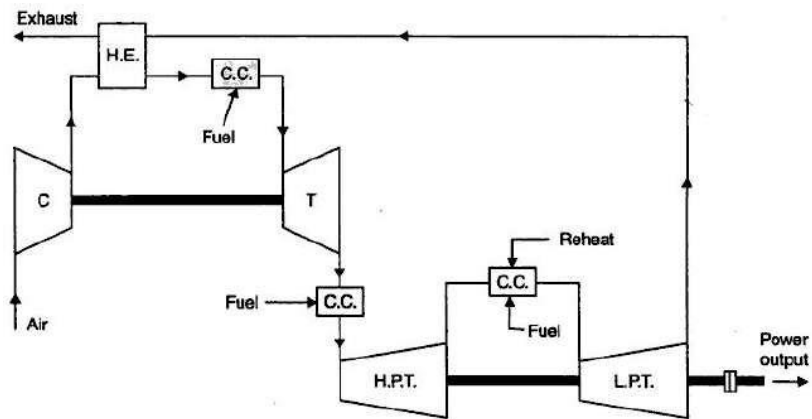 Exhaust
H.E.
C.C.
Fuel
C
T
Air
Fuel
C.C.
Reheat
C.C.
Fuel
H.P.T.
L.P.T.
Power
output